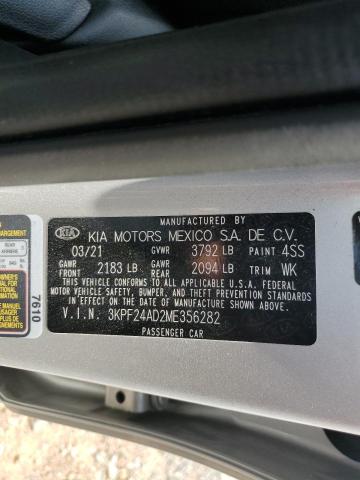 KIA
KIA MOTORS MEXICO S.A. DE C.V.
03/21 GVWR 3792 LB PAINT 4SS
GAWR FRONT 2183 LB GAWR REAR 2094 LB TRIM WK
THIS VEHICLE CONFORMS TO ALL APPLICABLE U.S.A. FEDERAL
MOTOR VEHICLE SAFETY, BUMPER, AND THEFT PREVENTION
STANDARDS IN EFFECT ON THE DATE OF MANUFACTURE SHOWN ABOVE.
V.I.N. 3KPF24AD2ME356282
PASSENGER CAR
7610